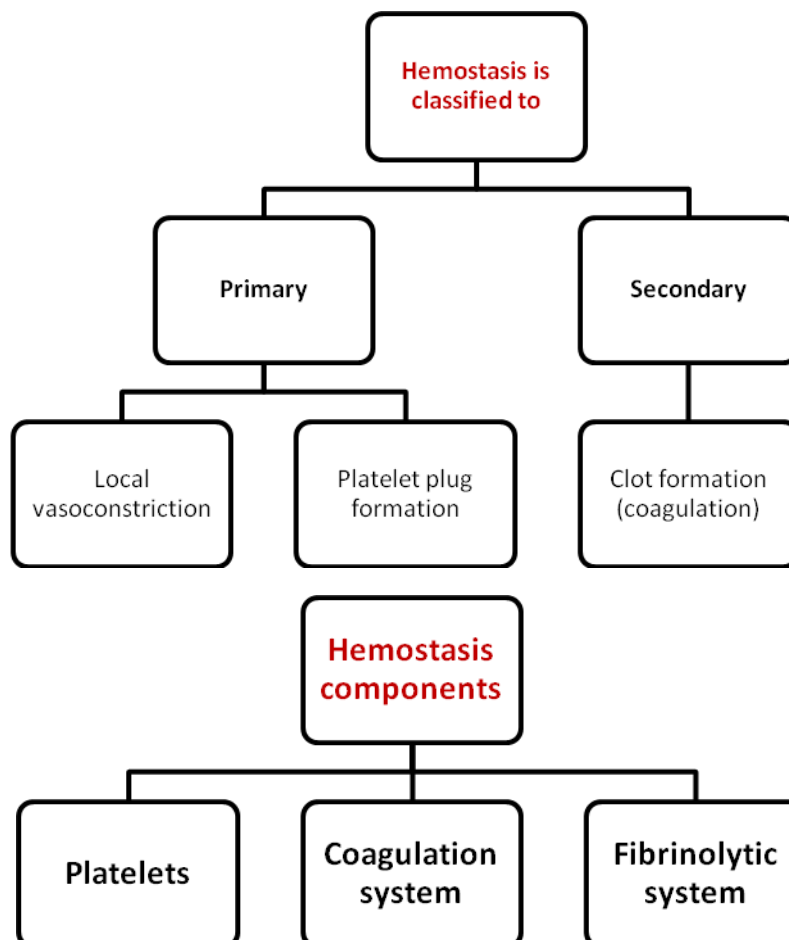 Hemostasis is
classified to
Primary
Secondary
Local
vasoconstriction
Platelet plug
formation
Clot formation
(coagulation)
Hemostasis
components
Platelets
Coagulation
system
Fibrinolytic
system